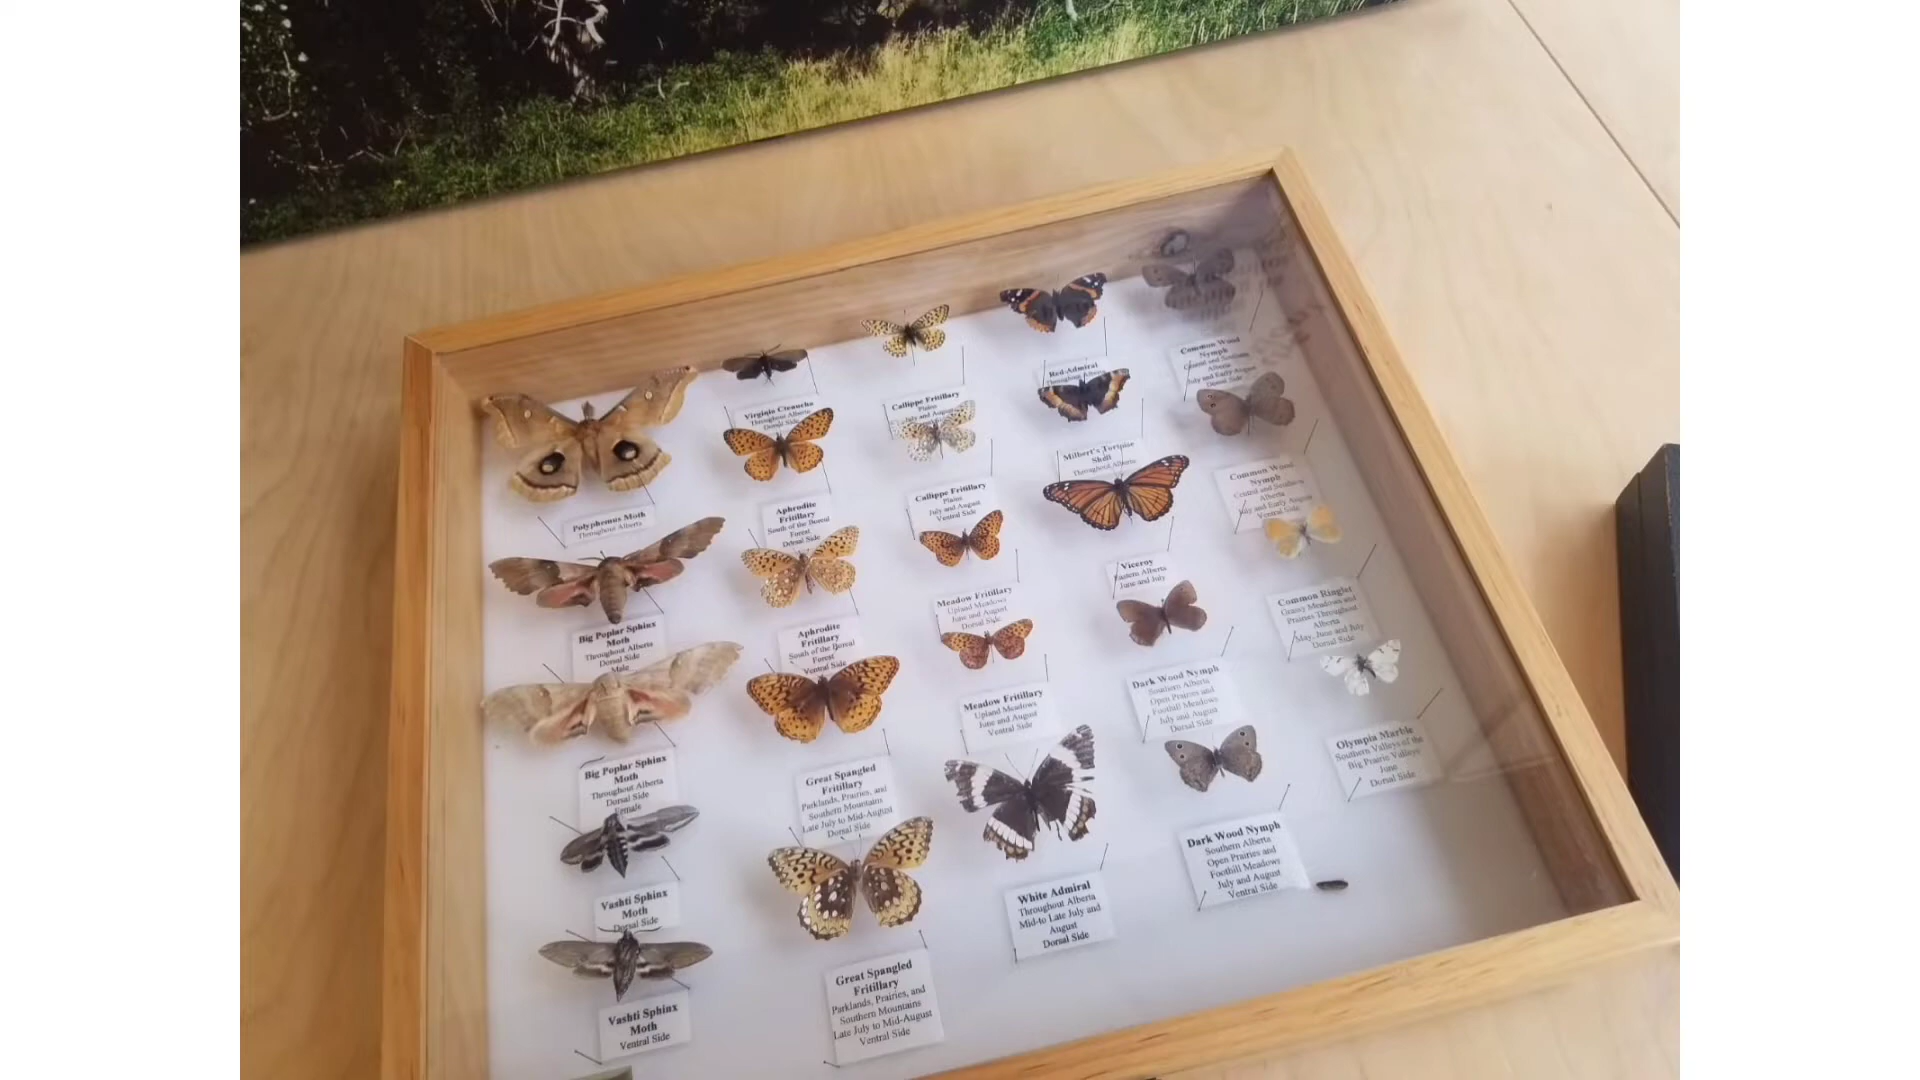 Polyphemus Moth
Throughout Alberta
Big Poplar Sphinx
Moth
Throughout Alberta
Dorsal Side
Male
Big Poplar Sphinx
Moth
Throughout Alberta
Dorsal Side
Female
Vashti Sphinx
Moth
Dorsal Side
Vashti Sphinx
Moth
Ventral Side
Virginia Ctenucha
Throughout Alberta
Dorsal Side
Aphrodite
Fritillary
South of the Boreal
Forest
Dorsal Side
Aphrodite
Fritillary
South of the Boreal
Forest
Ventral Side
Great Spangled
Fritillary
Parklands, Prairies, and
Southern Mountains
Late July to Mid-August
Dorsal Side
Great Spangled
Fritillary
Parklands, Prairies, and
Southern Mountains
Late July to Mid-August
Ventral Side
Callippe Fritillary
Plains
July and August
Callippe Fritillary
Plains
July and August
Ventral Side
Meadow Fritillary
Upland Meadows
June and August
Dorsal Side
Meadow Fritillary
Upland Meadows
June and August
Ventral Side
White Admiral
Throughout Alberta
Mid-to Late July and
August
Dorsal Side
Red-Admiral
Throughout Alberta
Milbert's Tortoise
Shell
Throughout Alberta
Viceroy
Eastern Alberta
June and July
Dark Wood Nymph
Southern Alberta
Open Prairies and
Foothill Meadows
July and August
Dorsal Side
Dark Wood Nymph
Southern Alberta
Open Prairies and
Foothill Meadows
July and August
Ventral Side
Common Wood
Nymph
Central and Southern
Alberta
July and Early August
Dorsal Side
Common Wood
Nymph
Central and Southern
Alberta
July and Early August
Ventral Side
Common Ringlet
Grassy Meadows and
Prairies Throughout
Alberta
May, June and July
Dorsal Side
Olympia Marble
Southern Valleys of the
Big Prairie Valleys
June
Dorsal Side